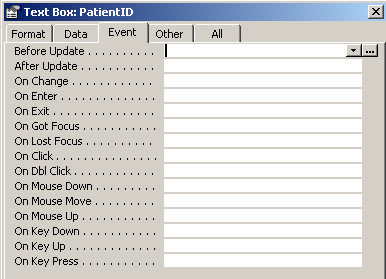 Text Box: PatientID
Format Data Event Other All
Before Update . . . . . . . . . .
After Update . . . . . . . . . . .
On Change . . . . . . . . . . . .
On Enter . . . . . . . . . . . . .
On Exit . . . . . . . . . . . . . .
On Got Focus . . . . . . . . . .
On Lost Focus . . . . . . . . . .
On Click . . . . . . . . . . . . . .
On Dbl Click . . . . . . . . . . .
On Mouse Down . . . . . . . . .
On Mouse Move . . . . . . . . .
On Mouse Up . . . . . . . . . .
On Key Down . . . . . . . . . .
On Key Up . . . . . . . . . . . .
On Key Press . . . . . . . . . .